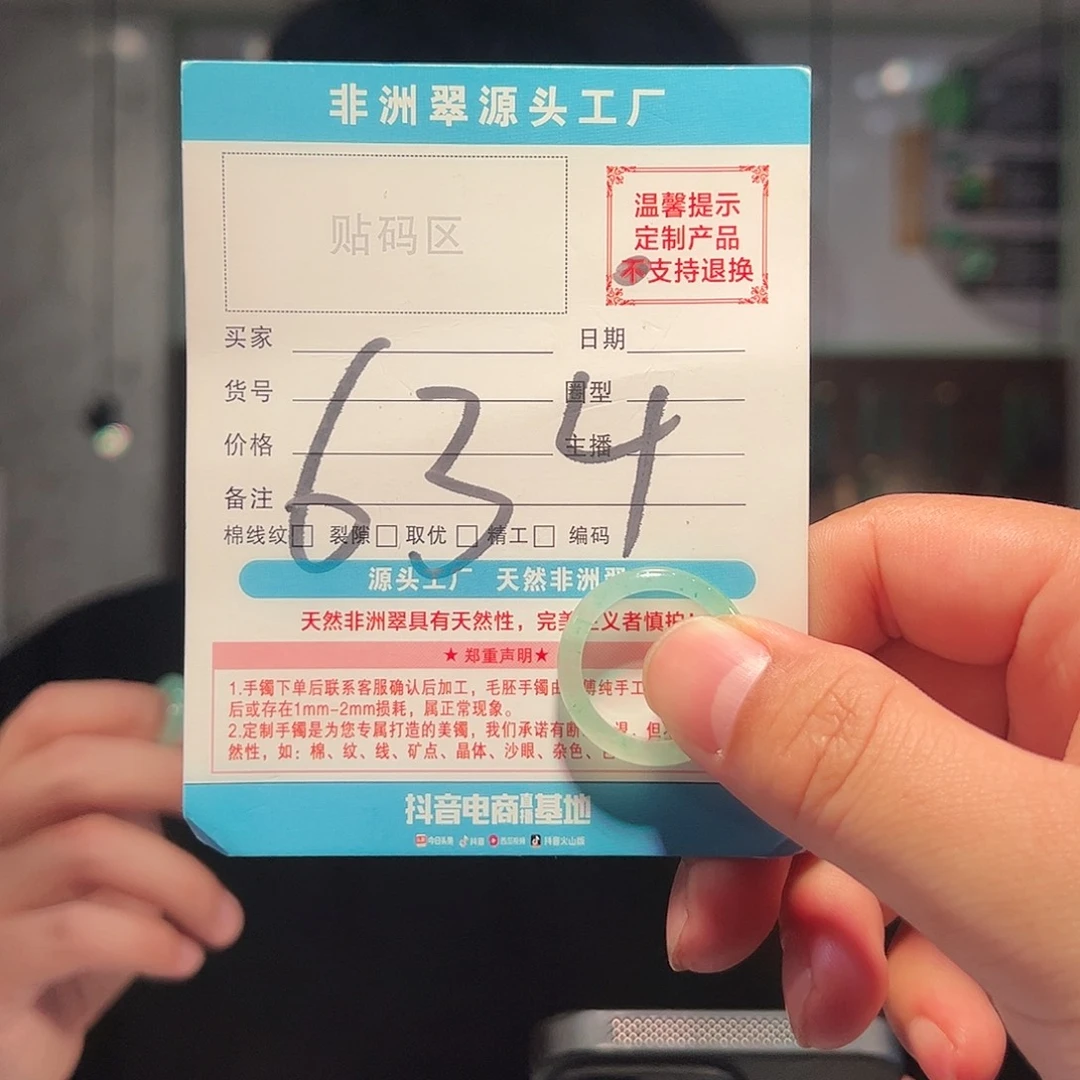 非洲翠源头工厂
贴码区
温馨提示
定制产品
不支持退换
买家 日期
货号 圈型
价格 主播
备注
634
棉线纹□ 裂隙□ 取优□ 精工□ 编码
源头工厂 天然非洲翠
天然非洲翠具有天然性，完美主义者慎拍
★郑重声明★
1.手镯下单后联系客服确认后加工，毛胚手镯由 纯手工
后或存在1mm-2mm损耗，属正常现象。
2.定制手镯是为您专属打造的美镯，我们承诺有断 退，但
然性，如：棉、纹、线、矿点、晶体、沙眼、杂色、
抖音电商直播基地
今日头条 抖音 西瓜视频 抖音火山版